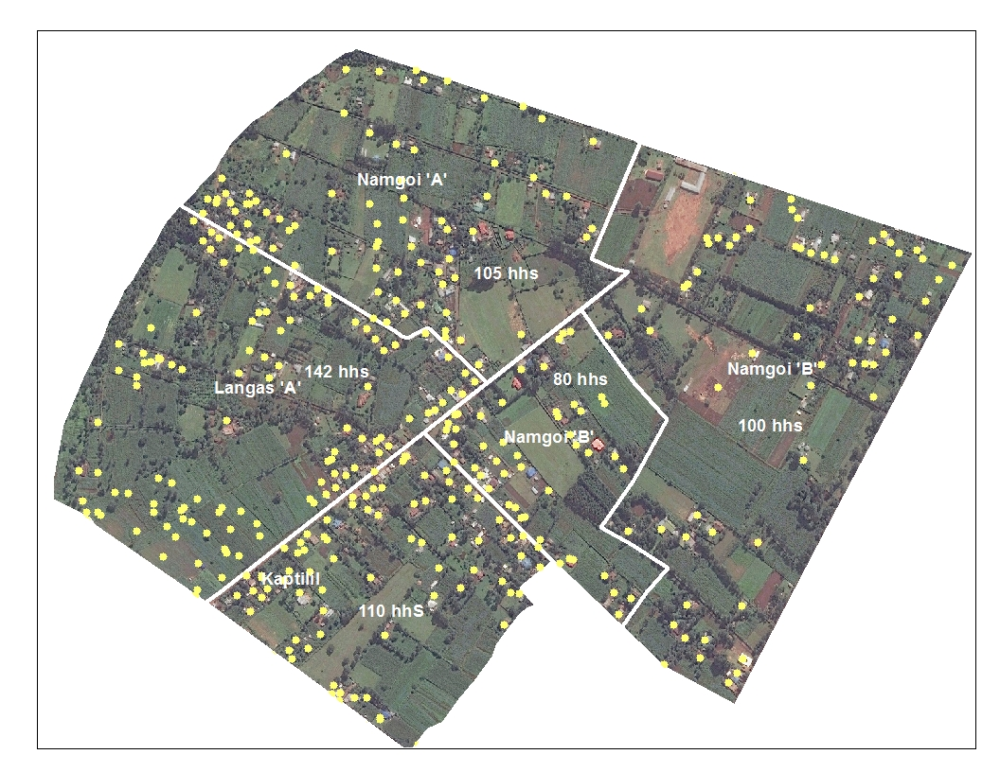 Namgoi 'A'
105 hhs
142 hhs
Langas 'A'
80 hhs
Namgoi 'B'
Namgoi 'B'
100 hhs
Kaptilil
110 hhS